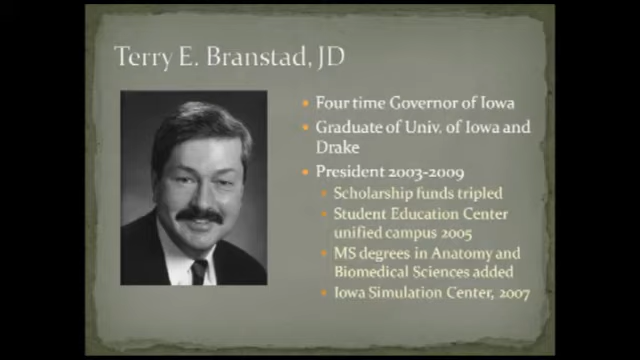 Terry E. Branstad, JD
Four time Governor of Iowa
Graduate of Univ. of Iowa and
Drake
President 2003-2009
Scholarship funds tripled
Student Education Center
unified campus 2005
MS degrees in Anatomy and
Biomedical Sciences added
Iowa Simulation Center, 2007